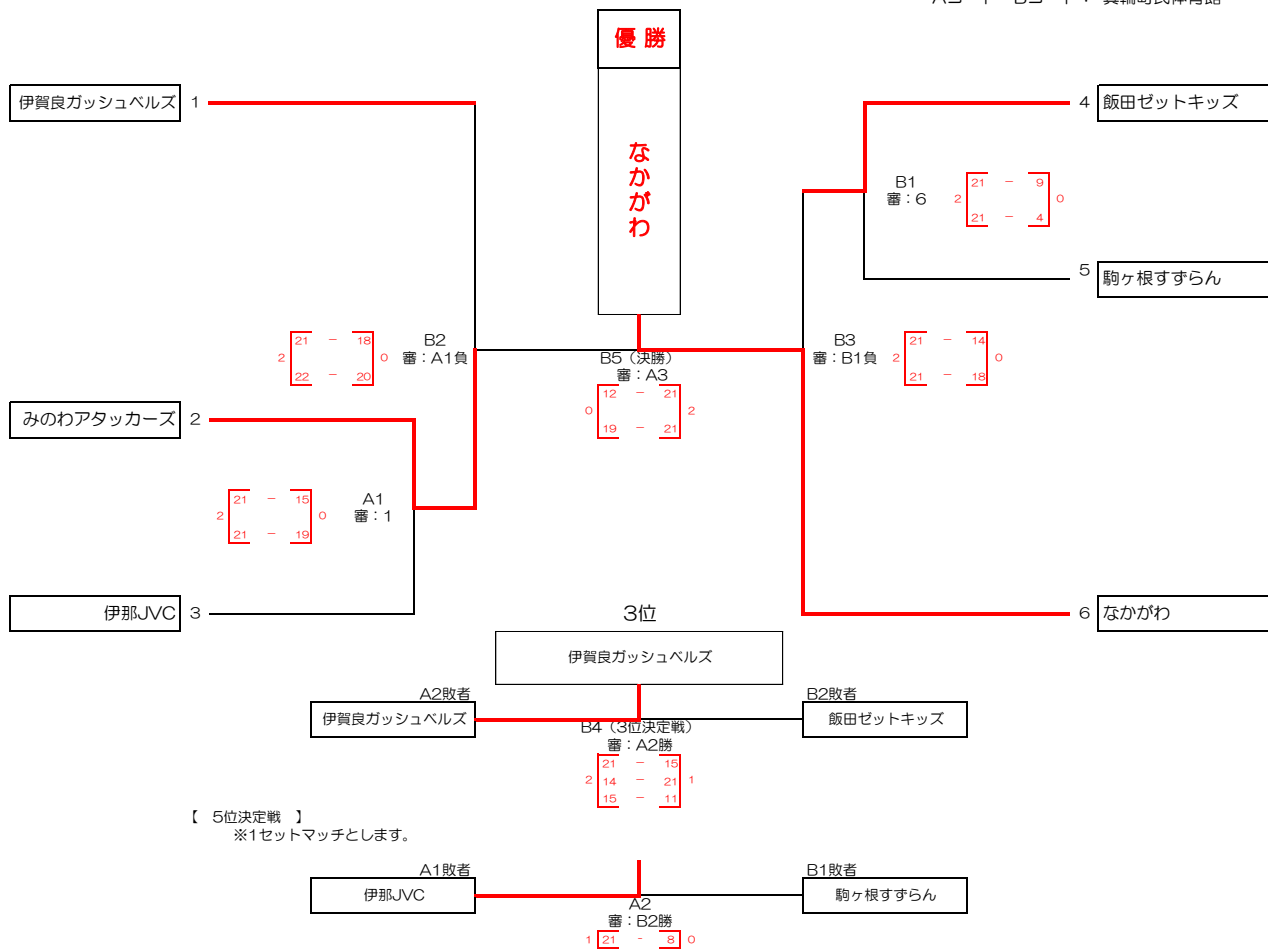 優 勝
なかがわ
伊賀良ガッシュベルズ 1
4 飯田ゼットキッズ
B1
審：6
21 － 9
2 0
21 － 4
5 駒ヶ根すずらん
21 － 18
2 0
22 － 20
B2
審：A1負
B5（決勝）
審：A3
12 － 21
0 2
19 － 21
B3
審：B1負
21 － 14
2 0
21 － 18
みのわアタッカーズ 2
21 － 15
2 0
21 － 19
A1
審：1
伊那JVC 3
6 なかがわ
3位
伊賀良ガッシュベルズ
A2敗者
B2敗者
伊賀良ガッシュベルズ
飯田ゼットキッズ
B4（3位決定戦）
審：A2勝
21 － 15
2 14 － 21 1
15 － 11
【　5位決定戦　】
※1セットマッチとします。
A1敗者
B1敗者
伊那JVC
駒ヶ根すずらん
A2
審：B2勝
1 21 － 8 0